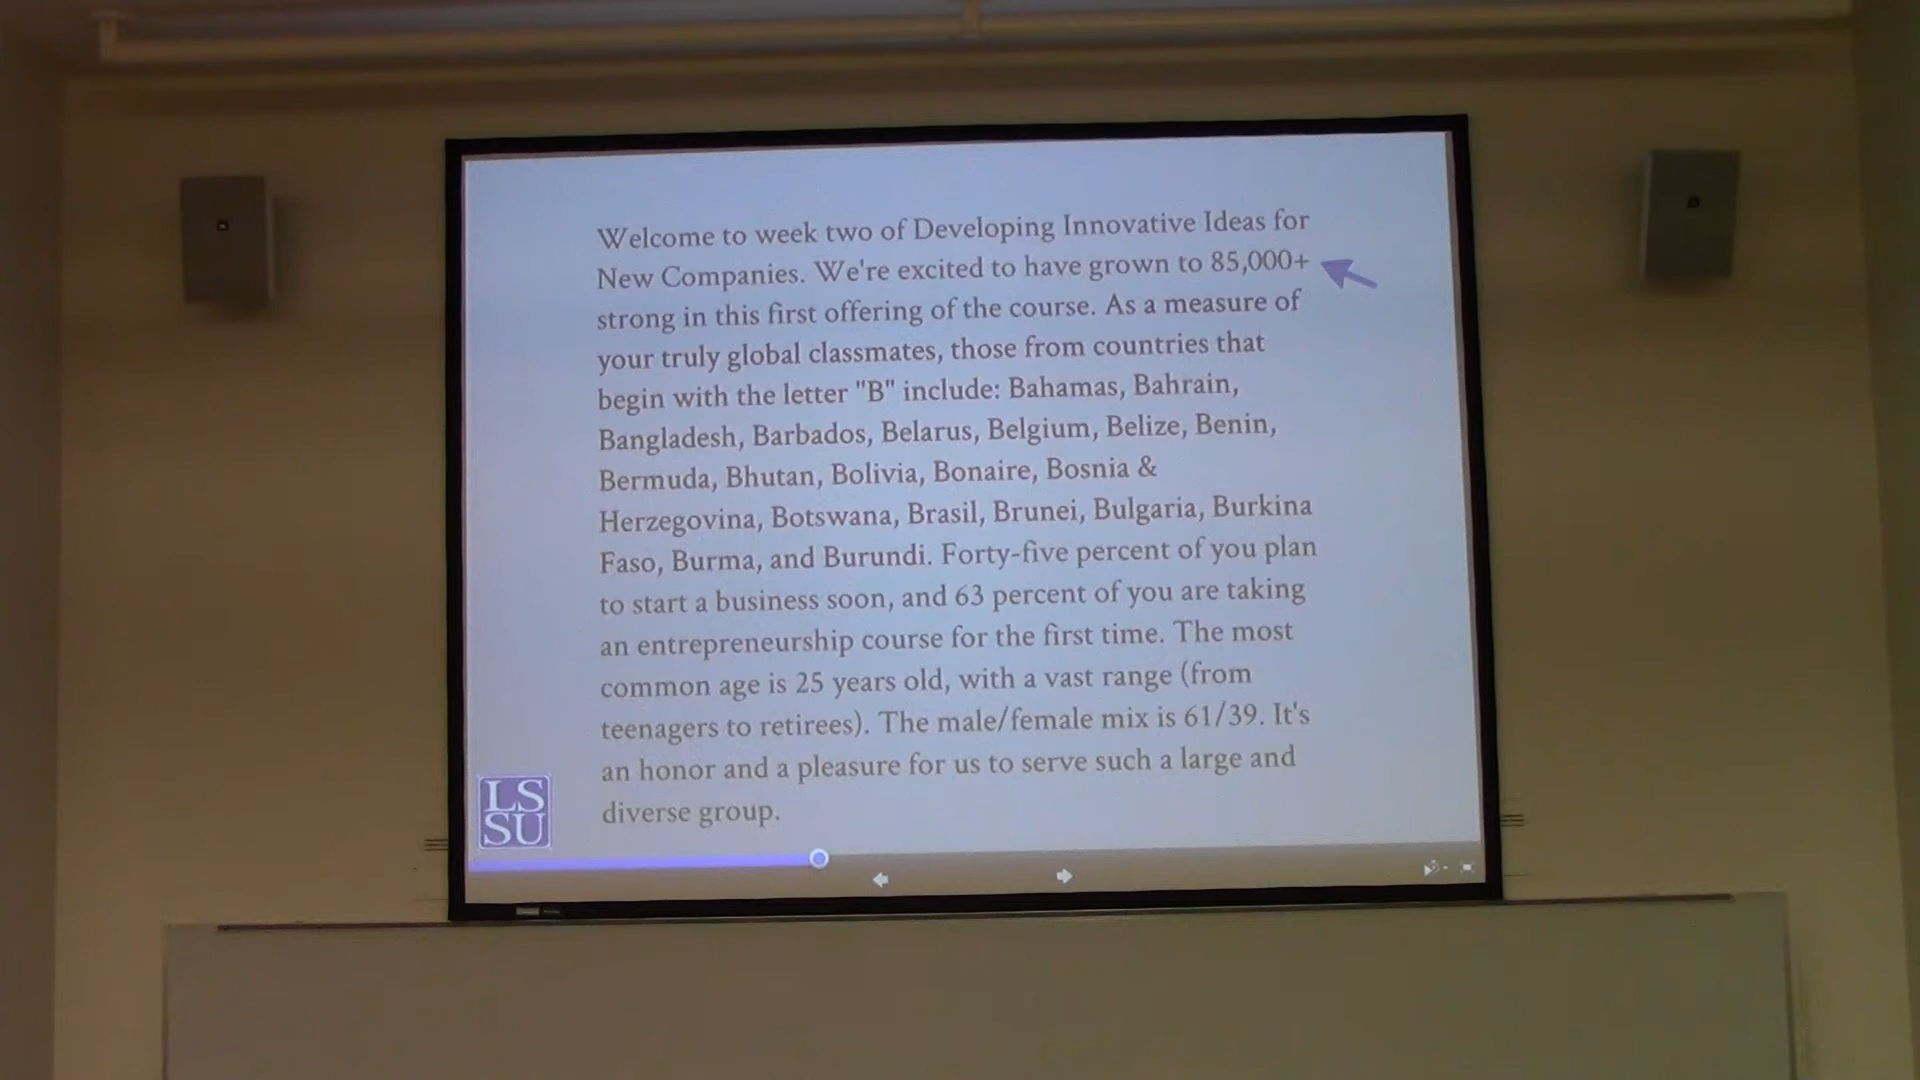 Welcome to week two of Developing Innovative Ideas for
New Companies. We're excited to have grown to 85,000+
strong in this first offering of the course. As a measure of
your truly global classmates, those from countries that
begin with the letter "B" include: Bahamas, Bahrain,
Bangladesh, Barbados, Belarus, Belgium, Belize, Benin,
Bermuda, Bhutan, Bolivia, Bonaire, Bosnia &
Herzegovina, Botswana, Brasil, Brunei, Bulgaria, Burkina
Faso, Burma, and Burundi. Forty-five percent of you plan
to start a business soon, and 63 percent of you are taking
an entrepreneurship course for the first time. The most
common age is 25 years old, with a vast range (from
teenagers to retirees). The male/female mix is 61/39. It's
an honor and a pleasure for us to serve such a large and
diverse group.
LS
SU